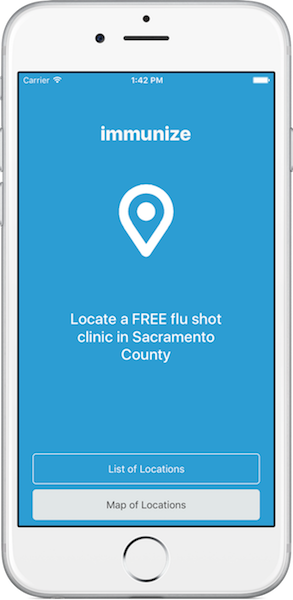 Carrier 1:42 PM
immunize
Locate a FREE flu shot
clinic in Sacramento
County
List of Locations
Map of Locations